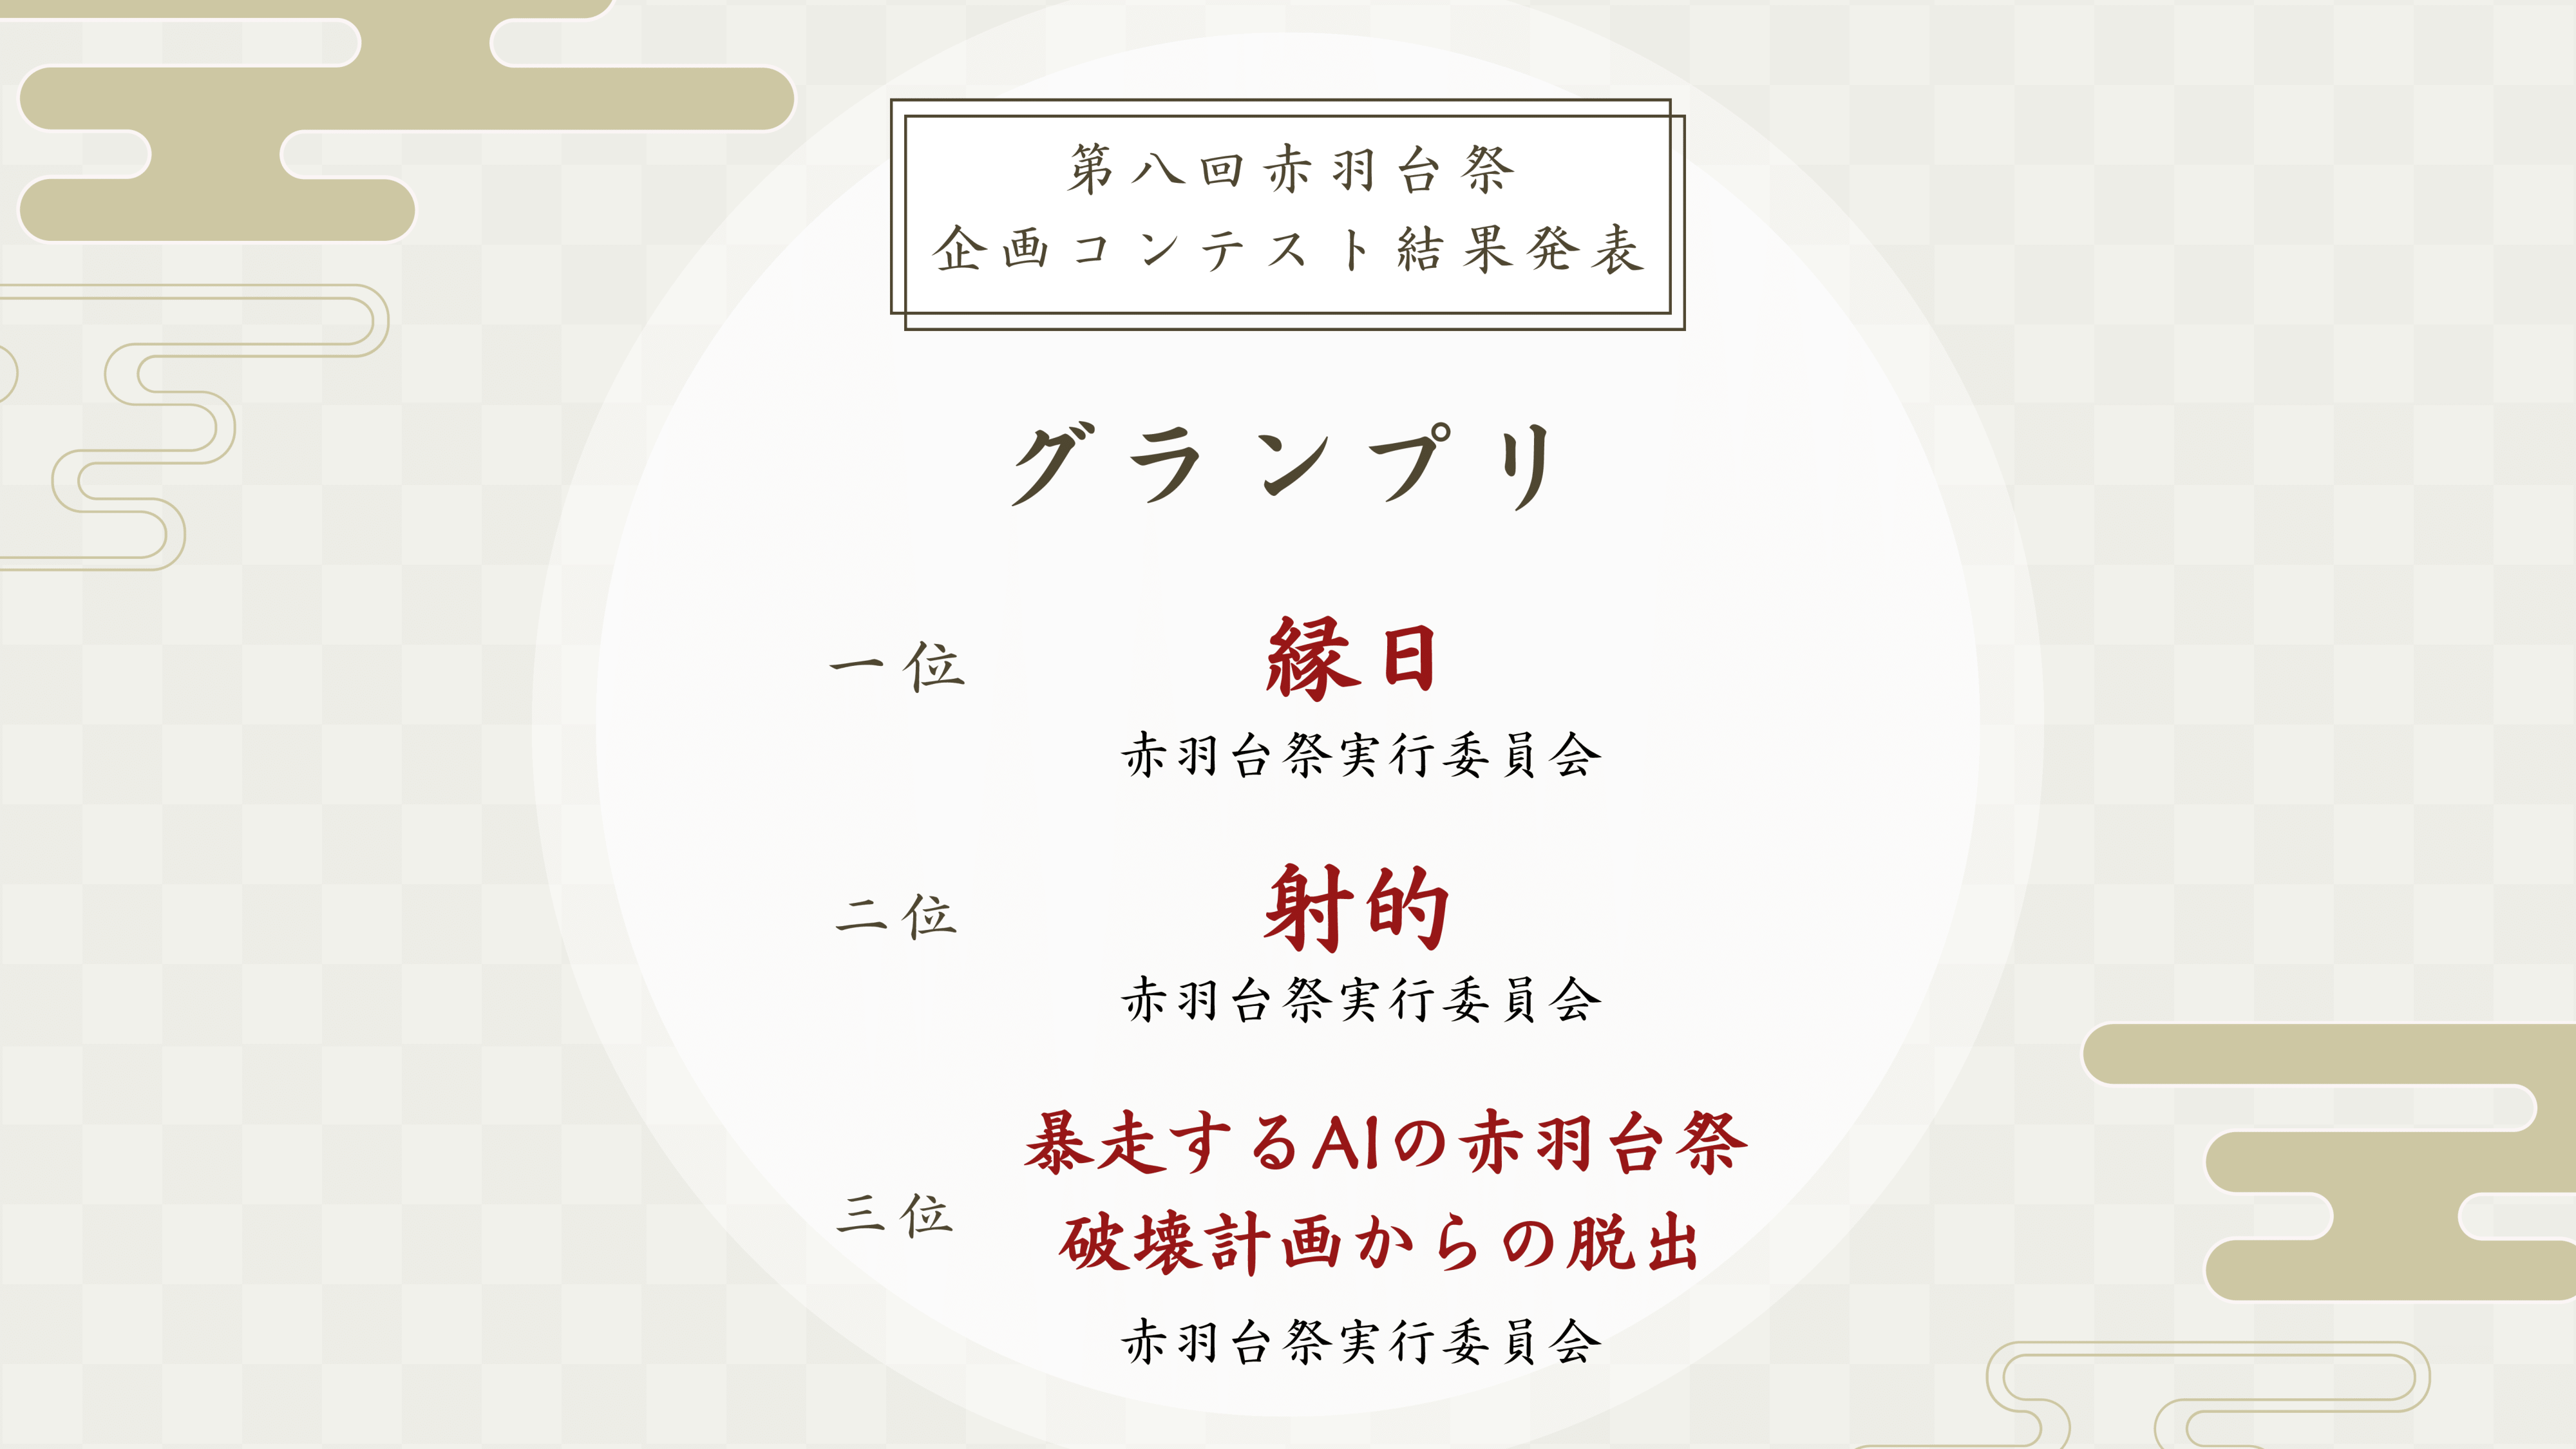 第八回赤羽台祭
企画コンテスト結果発表
グランプリ
一位
縁日
赤羽台祭実行委員会
二位
射的
赤羽台祭実行委員会
三位
暴走するAIの赤羽台祭
破壊計画からの脱出
赤羽台祭実行委員会